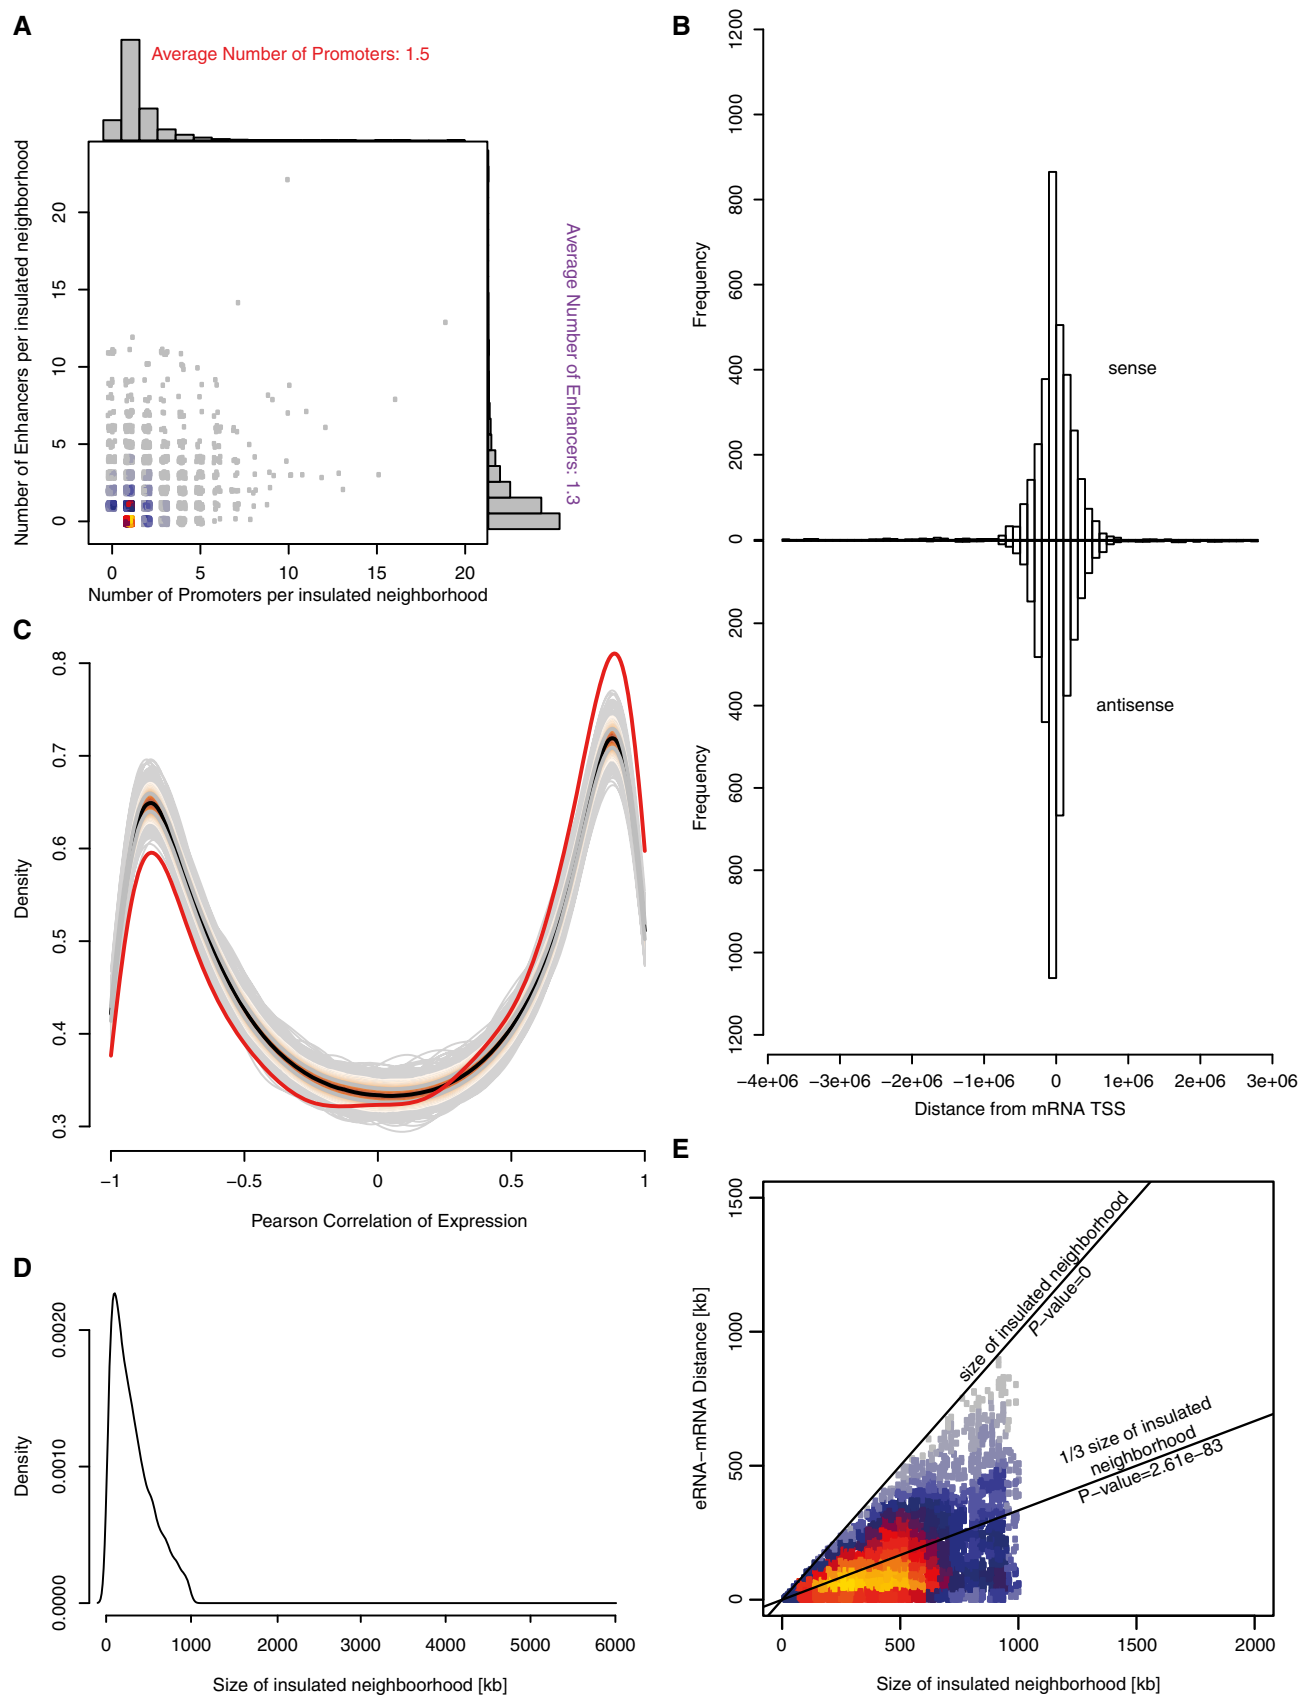 A
Average Number of Promoters: 1.5
Number of Enhancers per insulated neighborhood
20
15
10
5
0
Average Number of Enhancers: 1.3
0 5 10 15 20
Number of Promoters per insulated neighborhood
B
1200
1000
800
600
400
200
0
200
400
600
800
1000
1200
Frequency
Frequency
sense
antisense
−4e+06 −3e+06 −2e+06 −1e+06 0 1e+06 2e+06 3e+06
Distance from mRNA TSS
C
0.8
0.7
0.6
0.5
0.4
0.3
Density
−1 −0.5 0 0.5 1
Pearson Correlation of Expression
D
0.0020
0.0010
0.0000
Density
0 1000 2000 3000 4000 5000 6000
Size of insulated neighboorhood [kb]
E
1500
1000
500
0
eRNA−mRNA Distance [kb]
size of insulated neighborhood
P−value=0
1/3 size of insulated
neighborhood
P−value=2.61e−83
0 500 1000 1500 2000
Size of insulated neighborhood [kb]